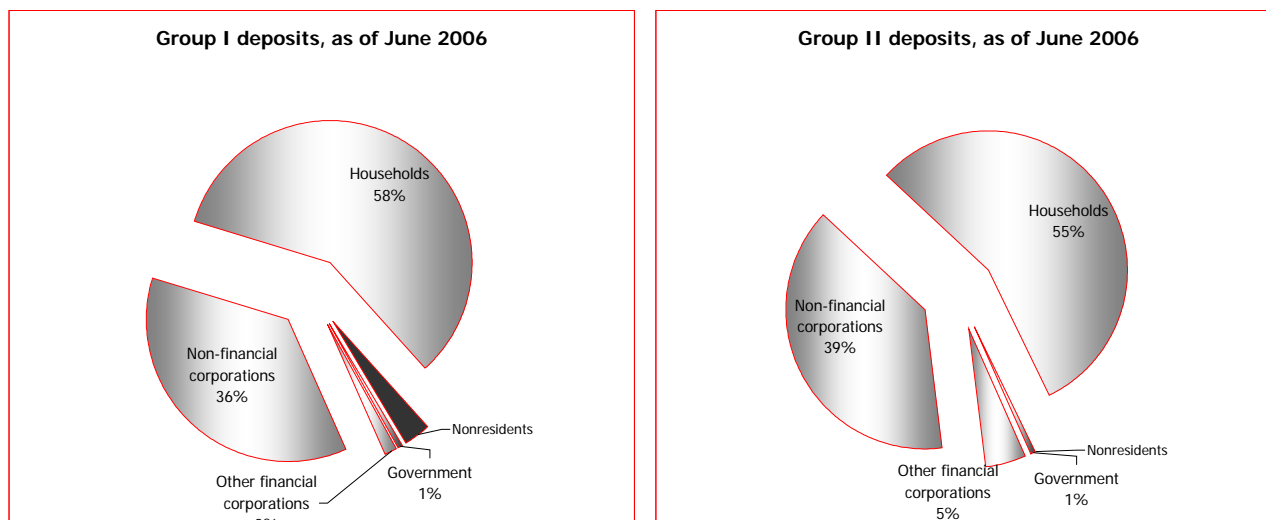 Group I deposits, as of June 2006
Households
58%
Non-financial
corporations
36%
Nonresidents
Government
1%
Other financial
corporations
Group II deposits, as of June 2006
Households
55%
Non-financial
corporations
39%
Nonresidents
Government
1%
Other financial
corporations
5%